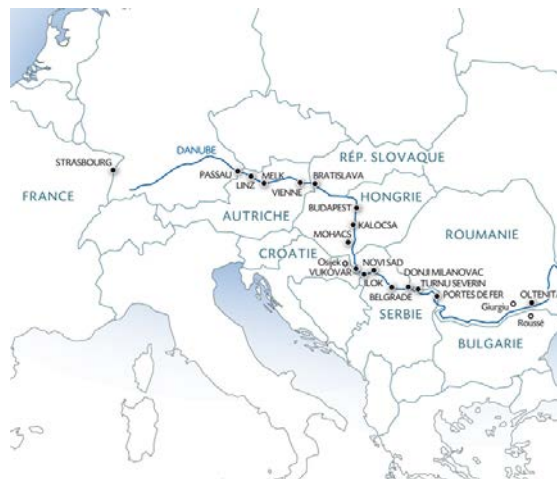 DANUBE
STRASBOURG
PASSAU
LINZ
MELK
VIENNE
BRATISLAVA
RÉP. SLOVAQUE
FRANCE
AUTRICHE
HONGRIE
BUDAPEST
KALOCSA
MOHACS
ROUMANIE
CROATIE
Osijek
VUKOVAR
NOVI SAD
ILOK
BELGRADE
DONJI MILANOVAC
TURNU SEVERIN
PORTES DE FER
SERBIE
Giurgiu
OLTENIT
Roussé
BULGARIE